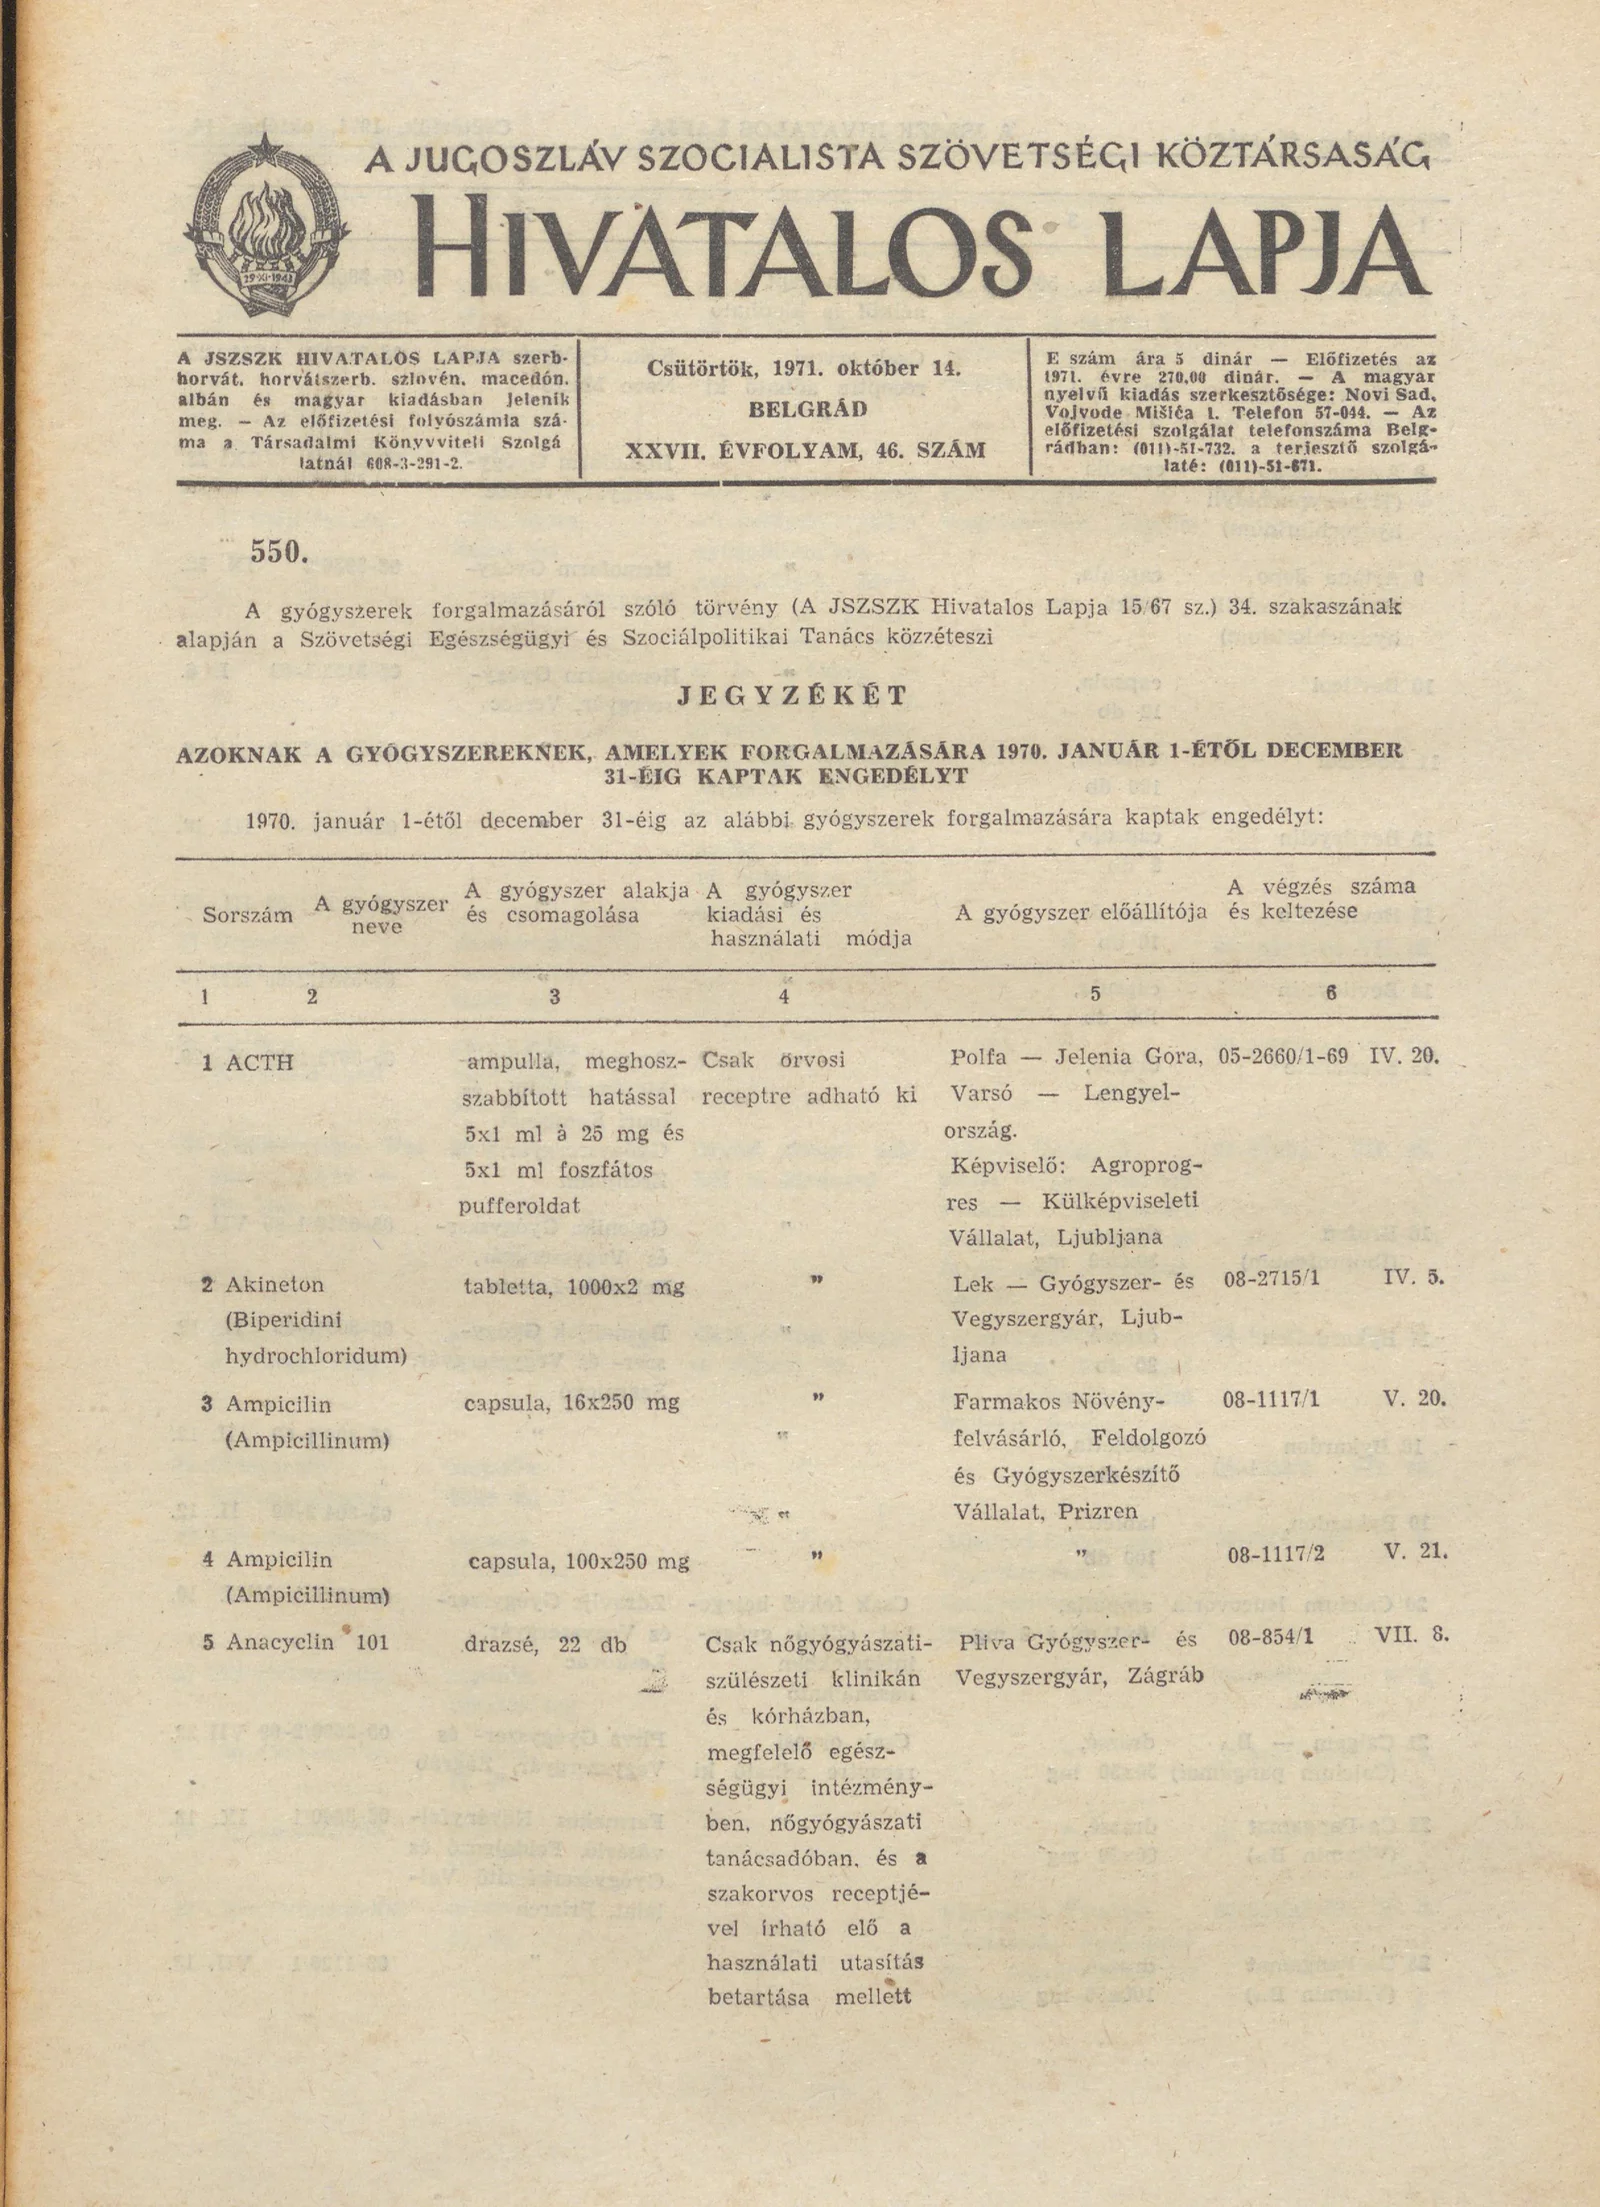 A JUGOSZLÁV SZOCIALISTA SZÖVETSÉGI KÖZTÁRSASÁG
HIVATALOS LAPJA
29·XI·1943
A JSZSZK HIVATALOS LAPJA szerb-
horvát, horvátszerb, szlovén, macedón,
albán és magyar kiadásban jelenik
meg. — Az előfizetési folyószámla szá-
ma a Társadalmi Könyvviteli Szolgá
latnál 608-3-291-2.
Csütörtök, 1971. október 14.
BELGRÁD
XXVII. ÉVFOLYAM, 46. SZÁM
E szám ára 5 dinár — Előfizetés az
1971. évre 270,00 dinár. — A magyar
nyelvű kiadás szerkesztősége: Novi Sad,
Vojvode Mišića 1. Telefon 57-044. — Az
előfizetési szolgálat telefonszáma Belg-
rádban: (011)-51-732, a terjesztő szolgá-
laté: (011)-51-671.
550.
A gyógyszerek forgalmazásáról szóló törvény (A JSZSZK Hivatalos Lapja 15/67 sz.) 34. szakaszának
alapján a Szövetségi Egészségügyi és Szociálpolitikai Tanács közzéteszi
JEGYZÉKÉT
AZOKNAK A GYÓGYSZEREKNEK, AMELYEK FORGALMAZÁSÁRA 1970. JANUÁR 1-ÉTŐL DECEMBER
31-ÉIG KAPTAK ENGEDÉLYT
1970. január 1-étől december 31-éig az alábbi gyógyszerek forgalmazására kaptak engedélyt:
Sorszám
A gyógyszer
neve
A gyógyszer alakja
és csomagolása
A gyógyszer
kiadási és
használati módja
A gyógyszer előállítója
A végzés száma
és keltezése
1 2 3 4 5 6
1 ACTH
ampulla, meghosz-
szabbított hatással
5x1 ml à 25 mg és
5x1 ml foszfátos
pufferoldat
Csak orvosi
receptre adható ki
Polfa — Jelenia Gora,
Varsó — Lengyel-
ország.
Képviselő: Agroprog-
res — Külképviseleti
Vállalat, Ljubljana
05-2660/1-69 IV. 20.
2 Akineton
(Biperidini
hydrochloridum)
tabletta, 1000x2 mg
"
Lek — Gyógyszer- és
Vegyszergyár, Ljub-
ljana
08-2715/1 IV. 5.
3 Ampicilin
(Ampicillinum)
capsula, 16x250 mg
"
Farmakos Növény-
felvásárló, Feldolgozó
és Gyógyszerkészítő
Vállalat, Prizren
08-1117/1 V. 20.
4 Ampicilin
(Ampicillinum)
capsula, 100x250 mg
"
"
08-1117/2 V. 21.
5 Anacyclin 101
drazsé, 22 db
Csak nőgyógyászati-
szülészeti klinikán
és kórházban,
megfelelő egész-
ségügyi intézmény-
ben, nőgyógyászati
tanácsadóban, és a
szakorvos receptjé-
vel írható elő a
használati utasítás
betartása mellett
Pliva Gyógyszer- és
Vegyszergyár, Zágráb
08-854/1 VII. 8.